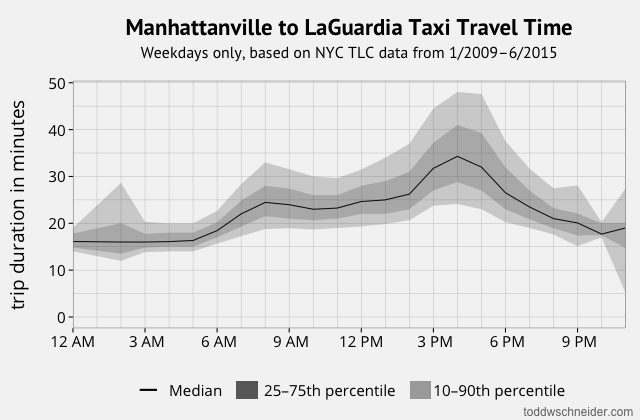 Manhattanville to LaGuardia Taxi Travel Time
Weekdays only, based on NYC TLC data from 1/2009–6/2015
trip duration in minutes
50
40
30
20
10
0
12 AM 3 AM 6 AM 9 AM 12 PM 3 PM 6 PM 9 PM
Median 25–75th percentile 10–90th percentile
toddwschneider.com